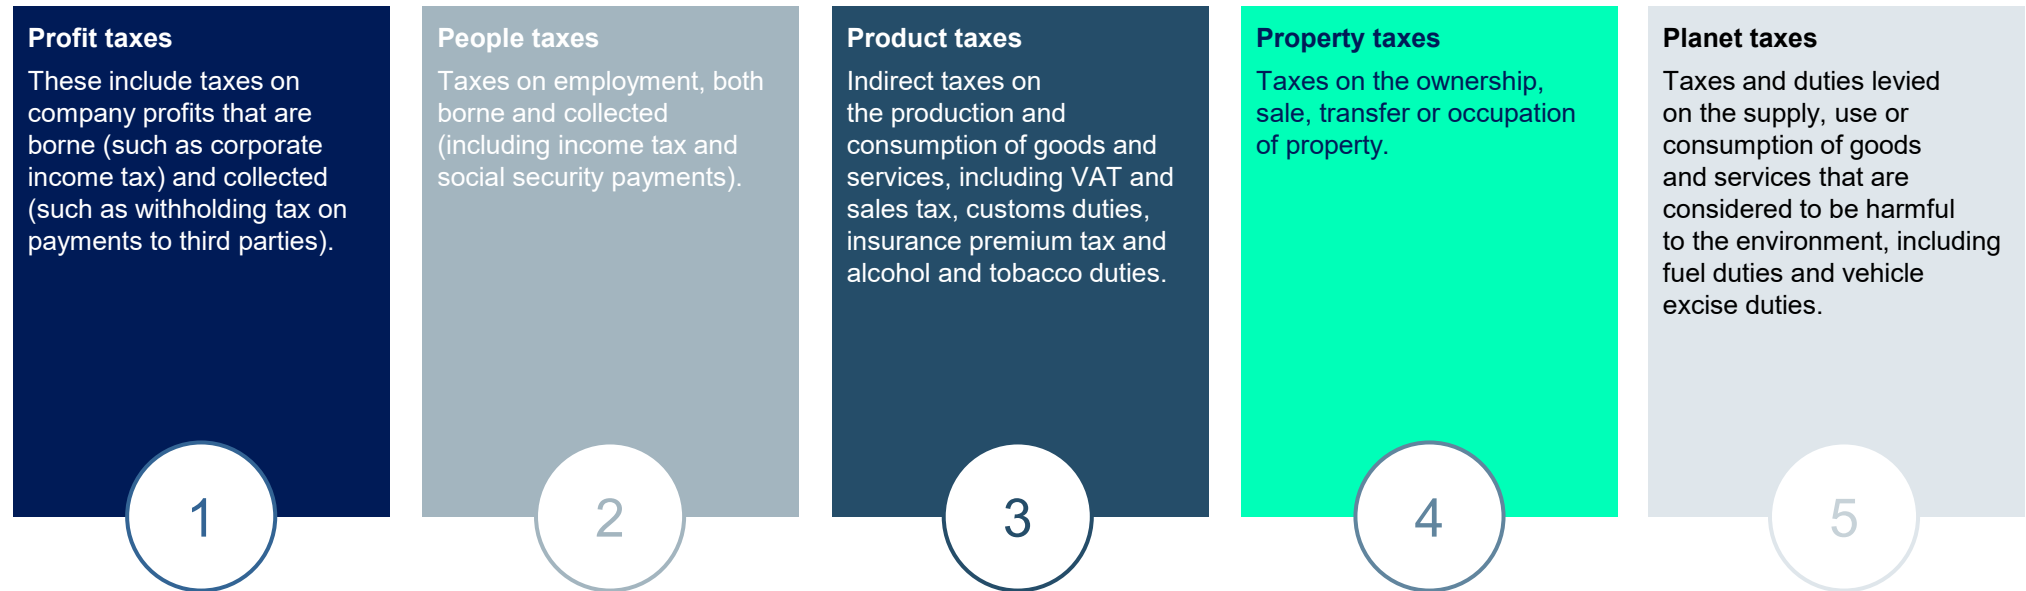 Profit taxes
These include taxes on
company profits that are
borne (such as corporate
income tax) and collected
(such as withholding tax on
payments to third parties).
1
People taxes
Taxes on employment, both
borne and collected
(including income tax and
social security payments).
2
Product taxes
Indirect taxes on
the production and
consumption of goods and
services, including VAT and
sales tax, customs duties,
insurance premium tax and
alcohol and tobacco duties.
3
Property taxes
Taxes on the ownership,
sale, transfer or occupation
of property.
4
Planet taxes
Taxes and duties levied
on the supply, use or
consumption of goods
and services that are
considered to be harmful
to the environment, including
fuel duties and vehicle
excise duties.
5